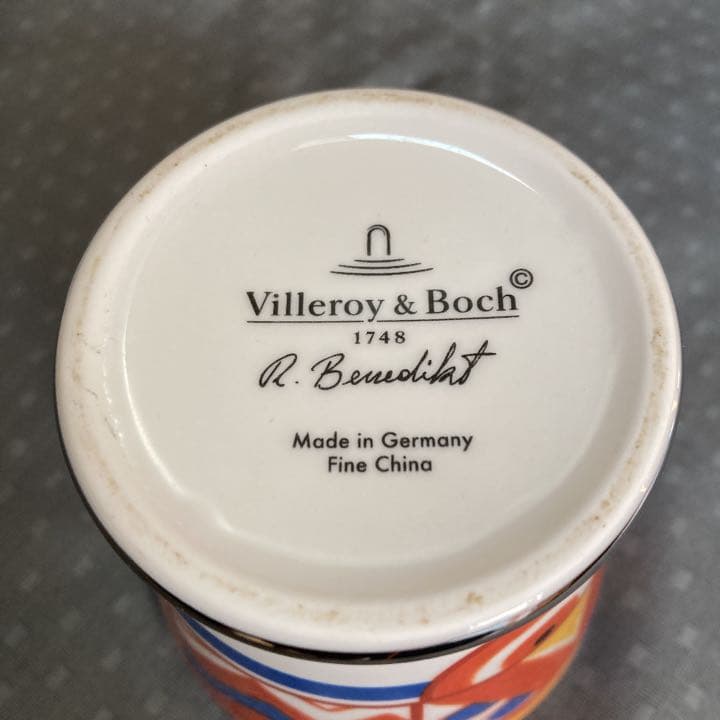 Villeroy & Boch©
1748
R. Benedikt
Made in Germany
Fine China